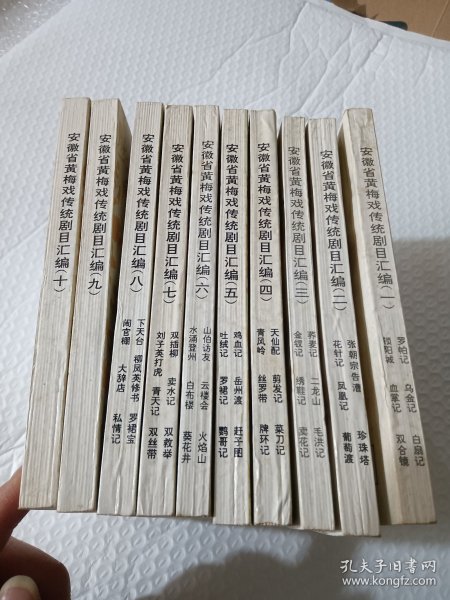 安徽省黄梅戏传统剧目汇编(十)
安徽省黄梅戏传统剧目汇编(九)
安徽省黄梅戏传统剧目汇编(八)
下天台 柳凤英修书 罗裙宝
闹官棚 大辞店 私情记
安徽省黄梅戏传统剧目汇编(七)
双插柳 卖水记 双救举
刘子英打虎 青天记 双丝带
安徽省黄梅戏传统剧目汇编(六)
山伯访友 云楼会 火焰山
水涌登州 白布楼 葵花井
安徽省黄梅戏传统剧目汇编(五)
鸡血记 岳州渡 赶子图
吐绒记 罗裙记 鹦哥记
安徽省黄梅戏传统剧目汇编(四)
天仙配 剪发记 菜刀记
青风岭 丝罗带 牌环记
安徽省黄梅戏传统剧目汇编(三)
荞麦记 二龙山 毛洪记
金钗记 绣鞋记 卖花记
安徽省黄梅戏传统剧目汇编(二)
张朝宗告漕 凤凰记 珍珠塔
花针记 葡萄渡
安徽省黄梅戏传统剧目汇编(一)
罗帕记 乌金记 白扇记
锁阳城 血掌记 双合镜
孔夫子旧书网
www.kongfz.com